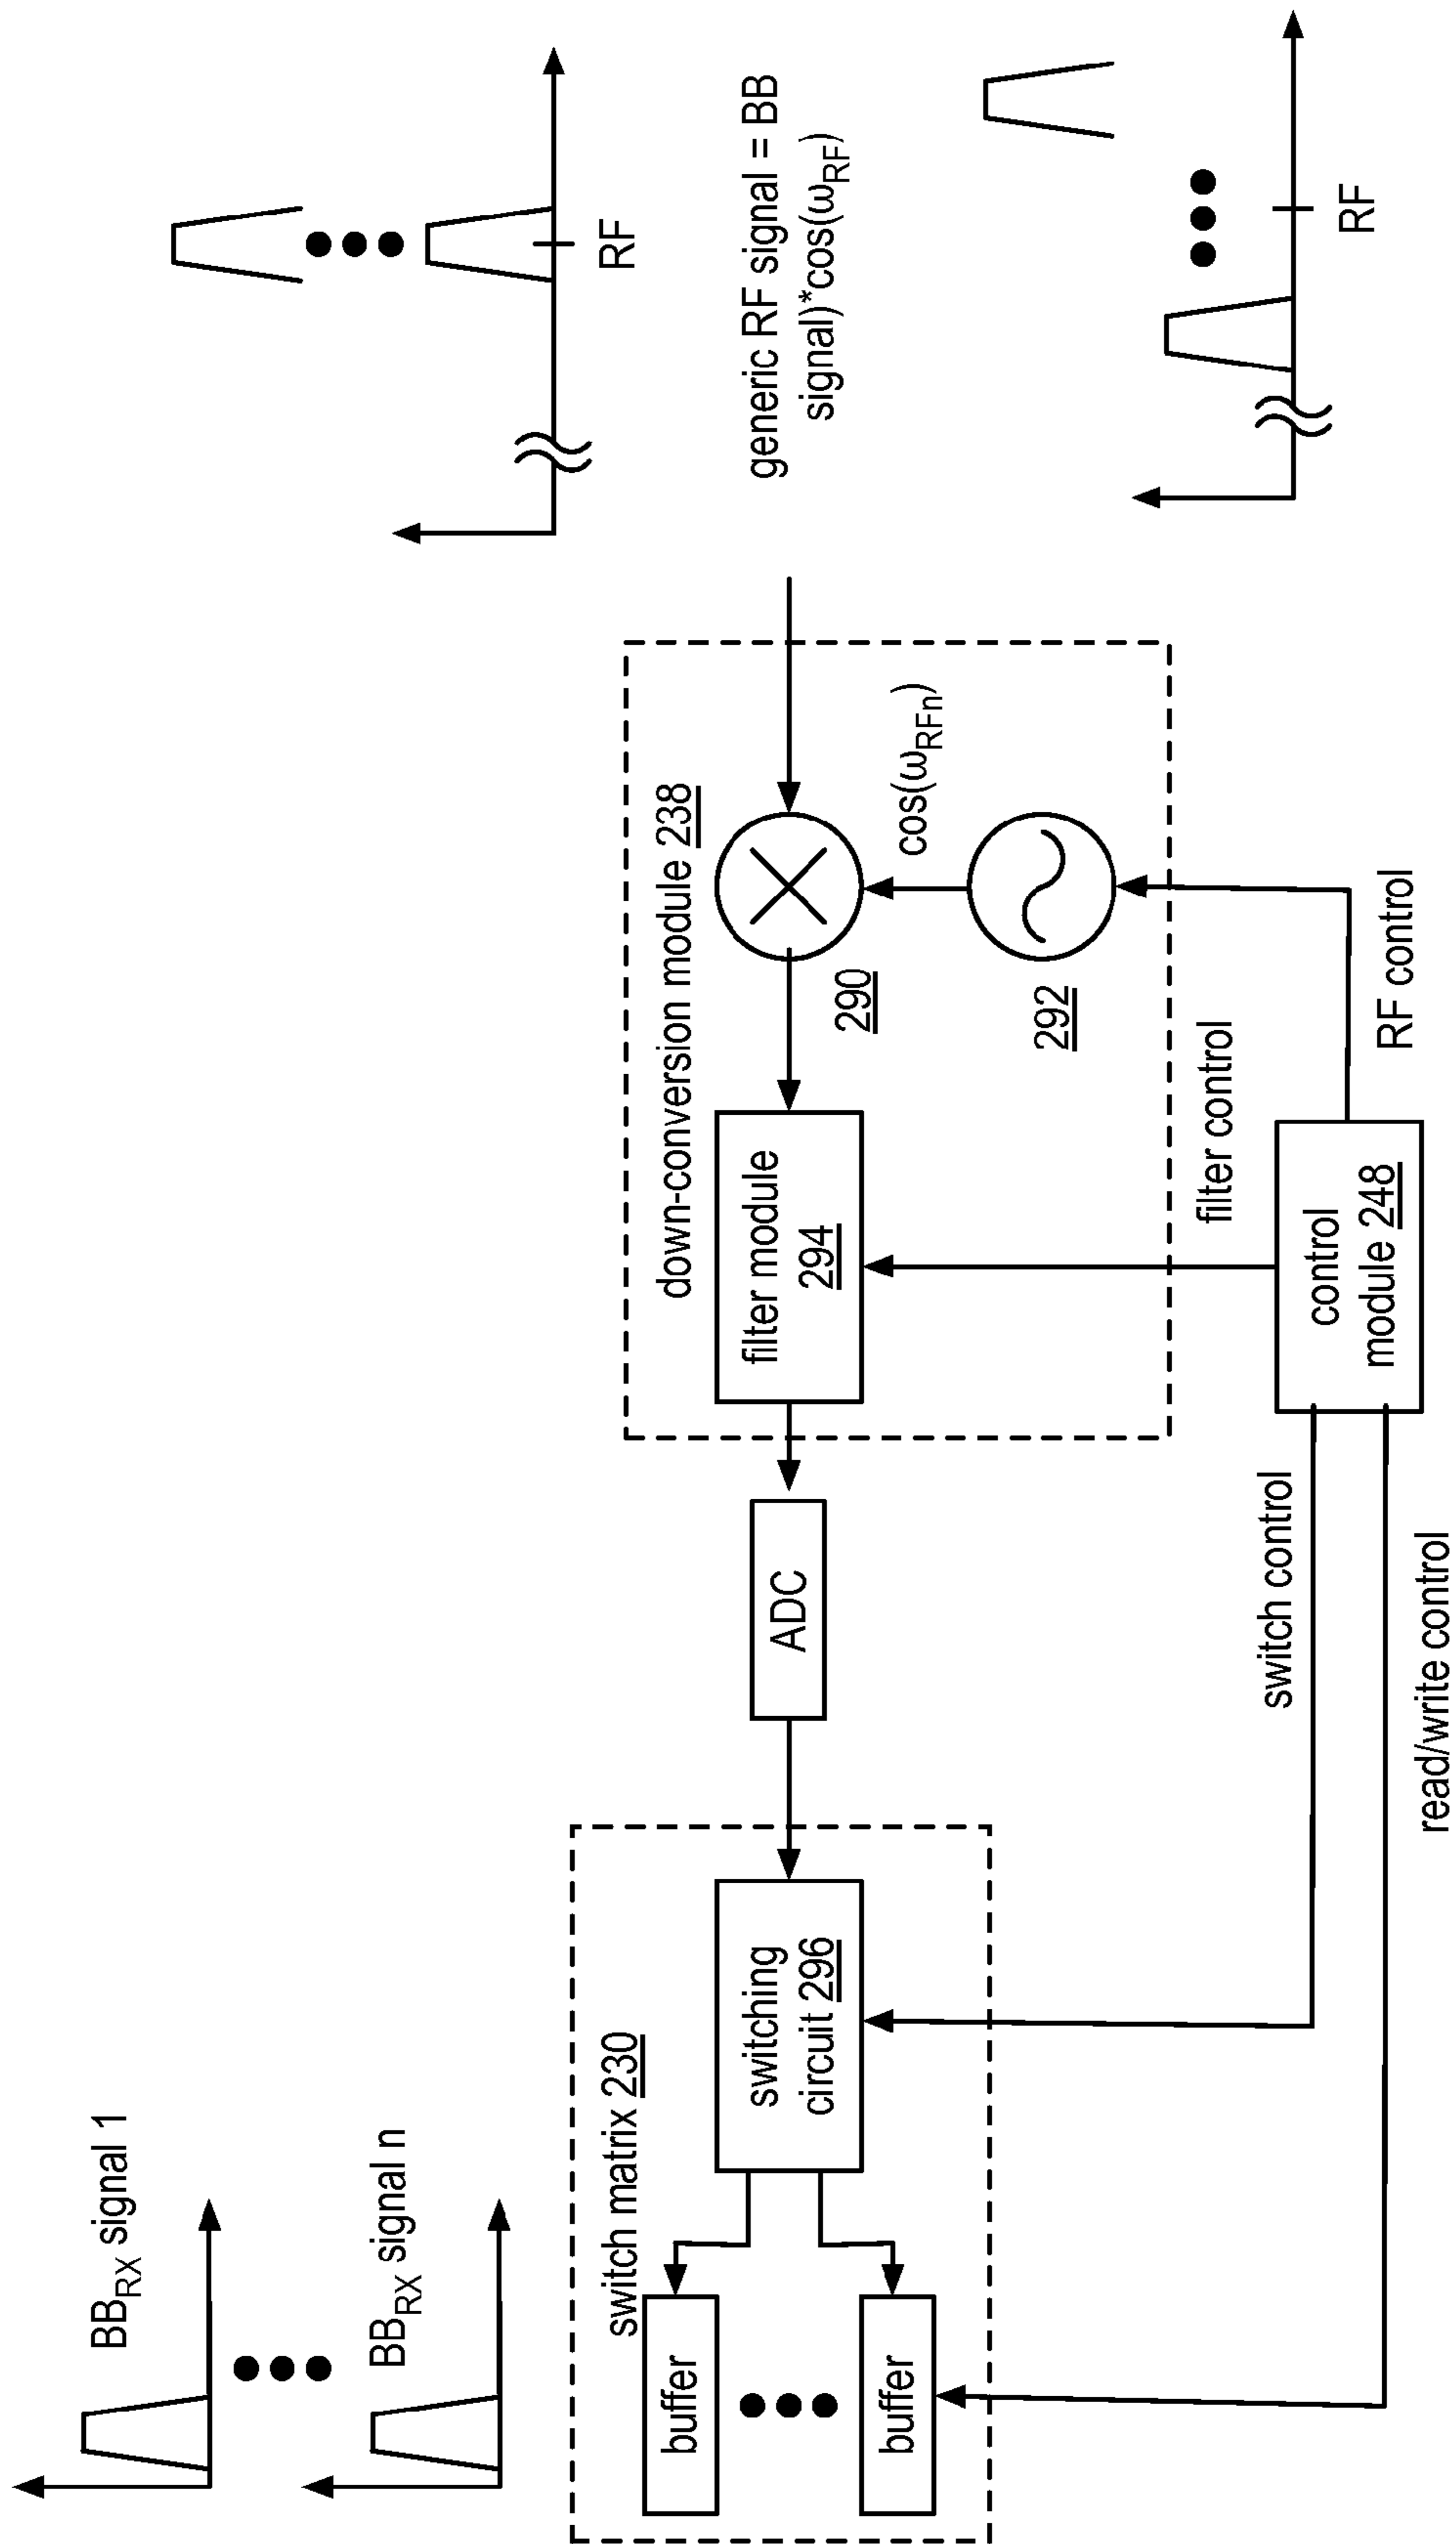 BB_RX signal 1
BB_RX signal n
switch matrix 230
buffer
buffer
switching
circuit 296
ADC
down-conversion module 238
filter module
294
290
cos(ω_RFn)
292
filter control
control
module 248
RF control
switch control
read/write control
RF
generic RF signal = BB
signal)*cos(ω_RF)
RF